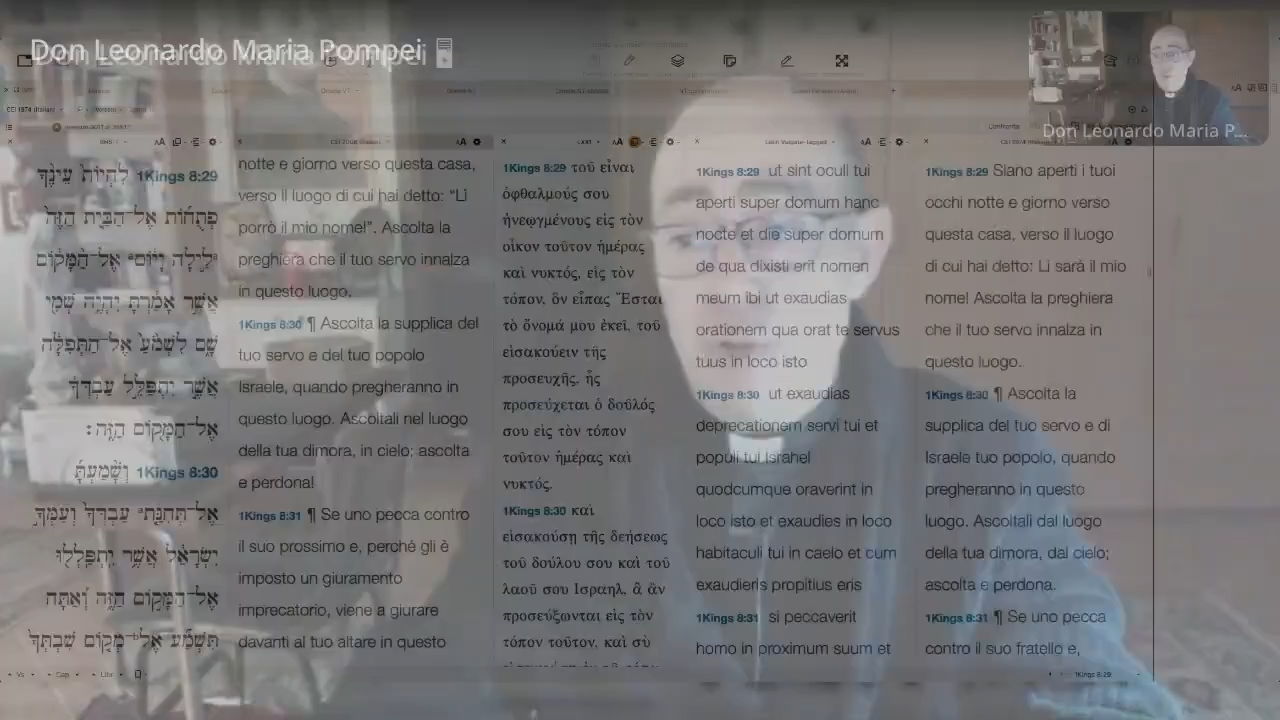 Don Leonardo Maria Pompei
Don Leonardo Maria P...
1Kings 8:29 לִהְיוֹת עֵינֶךָ
פְתֻחוֹת אֶל־הַבַּיִת הַזֶּה
לַיְלָה וָיוֹם אֶל־הַמָּקוֹם
אֲשֶׁר אָמַרְתָּ יִהְיֶה שְׁמִי
שָׁם לִשְׁמֹעַ אֶל־הַתְּפִלָּה
אֲשֶׁר יִתְפַּלֵּל עַבְדְּךָ
אֶל־הַמָּקוֹם הַזֶּה׃
1Kings 8:30 וְשָׁמַעְתָּ
אֶל־תְּחִנַּת עַבְדְּךָ וְעַמְּךָ
יִשְׂרָאֵל אֲשֶׁר יִתְפַּלְלוּ
אֶל־הַמָּקוֹם הַזֶּה וְאַתָּה
תִּשְׁמַע אֶל־מְקוֹם שִׁבְתְּךָ
notte e giorno verso questa casa,
verso il luogo di cui hai detto: “Lì
porrò il mio nome!”. Ascolta la
preghiera che il tuo servo innalza
in questo luogo.
1Kings 8:30 ¶ Ascolta la supplica del
tuo servo e del tuo popolo
Israele, quando pregheranno in
questo luogo. Ascoltali nel luogo
della tua dimora, in cielo; ascolta
e perdona!
1Kings 8:31 ¶ Se uno pecca contro
il suo prossimo e, perché gli è
imposto un giuramento
imprecatorio, viene a giurare
davanti al tuo altare in questo
1Kings 8:29 τοῦ εἶναι
ὀφθαλμούς σου
ἠνεῳγμένους εἰς τὸν
οἶκον τοῦτον ἡμέρας
καὶ νυκτός, εἰς τὸν
τόπον, ὃν εἶπας Ἔσται
τὸ ὄνομά μου ἐκεῖ, τοῦ
εἰσακούειν τῆς
προσευχῆς, ἧς
προσεύχεται ὁ δοῦλός
σου εἰς τὸν τόπον
τοῦτον ἡμέρας καὶ
νυκτός.
1Kings 8:30 καὶ
εἰσακούσῃ τῆς δεήσεως
τοῦ δούλου σου καὶ τοῦ
λαοῦ σου Ισραηλ, ἃ ἂν
προσεύξωνται εἰς τὸν
τόπον τοῦτον, καὶ σὺ
1Kings 8:29 ut sint oculi tui
aperti super domum hanc
nocte et die super domum
de qua dixisti erit nomen
meum ibi ut exaudias
orationem qua orat te servus
tuus in loco isto
1Kings 8:30 ut exaudias
deprecationem servi tui et
populi tui Israhel
quodcumque oraverint in
loco isto et exaudies in loco
habitaculi tui in caelo et cum
exaudieris propitius eris
1Kings 8:31 si peccaverit
homo in proximum suum et
1Kings 8:29 Siano aperti i tuoi
occhi notte e giorno verso
questa casa, verso il luogo
di cui hai detto: Lì sarà il mio
nome! Ascolta la preghiera
che il tuo servo innalza in
questo luogo.
1Kings 8:30 ¶ Ascolta la
supplica del tuo servo e di
Israele tuo popolo, quando
pregheranno in questo
luogo. Ascoltali dal luogo
della tua dimora, dal cielo;
ascolta e perdona.
1Kings 8:31 ¶ Se uno pecca
contro il suo fratello e,
1Kings 8:29